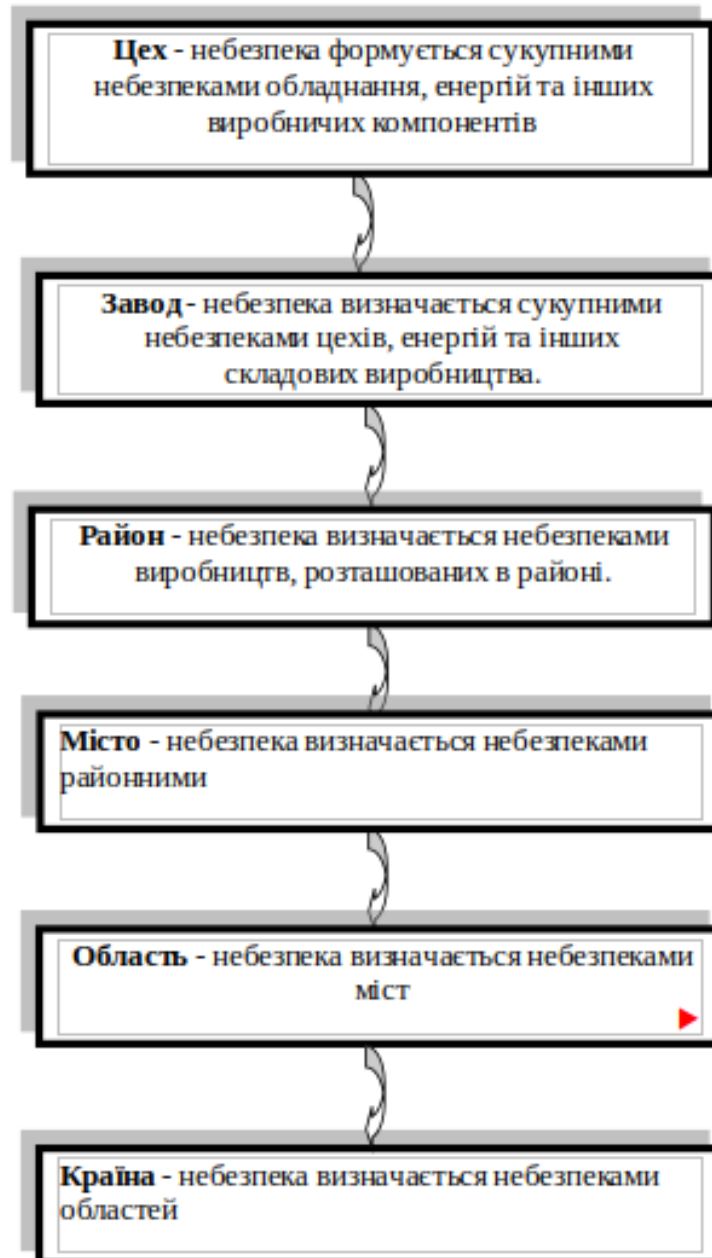 Цех - небезпека формується сукупними
небезпеками обладнання, енергій та інших
виробничих компонентів
Завод - небезпека визначається сукупними
небезпеками цехів, енергій та інших
складових виробництва.
Район - небезпека визначається небезпеками
виробництв, розташованих в районі.
Місто - небезпека визначається небезпеками
районними
Область - небезпека визначається небезпеками
міст
Країна - небезпека визначається небезпеками
областей